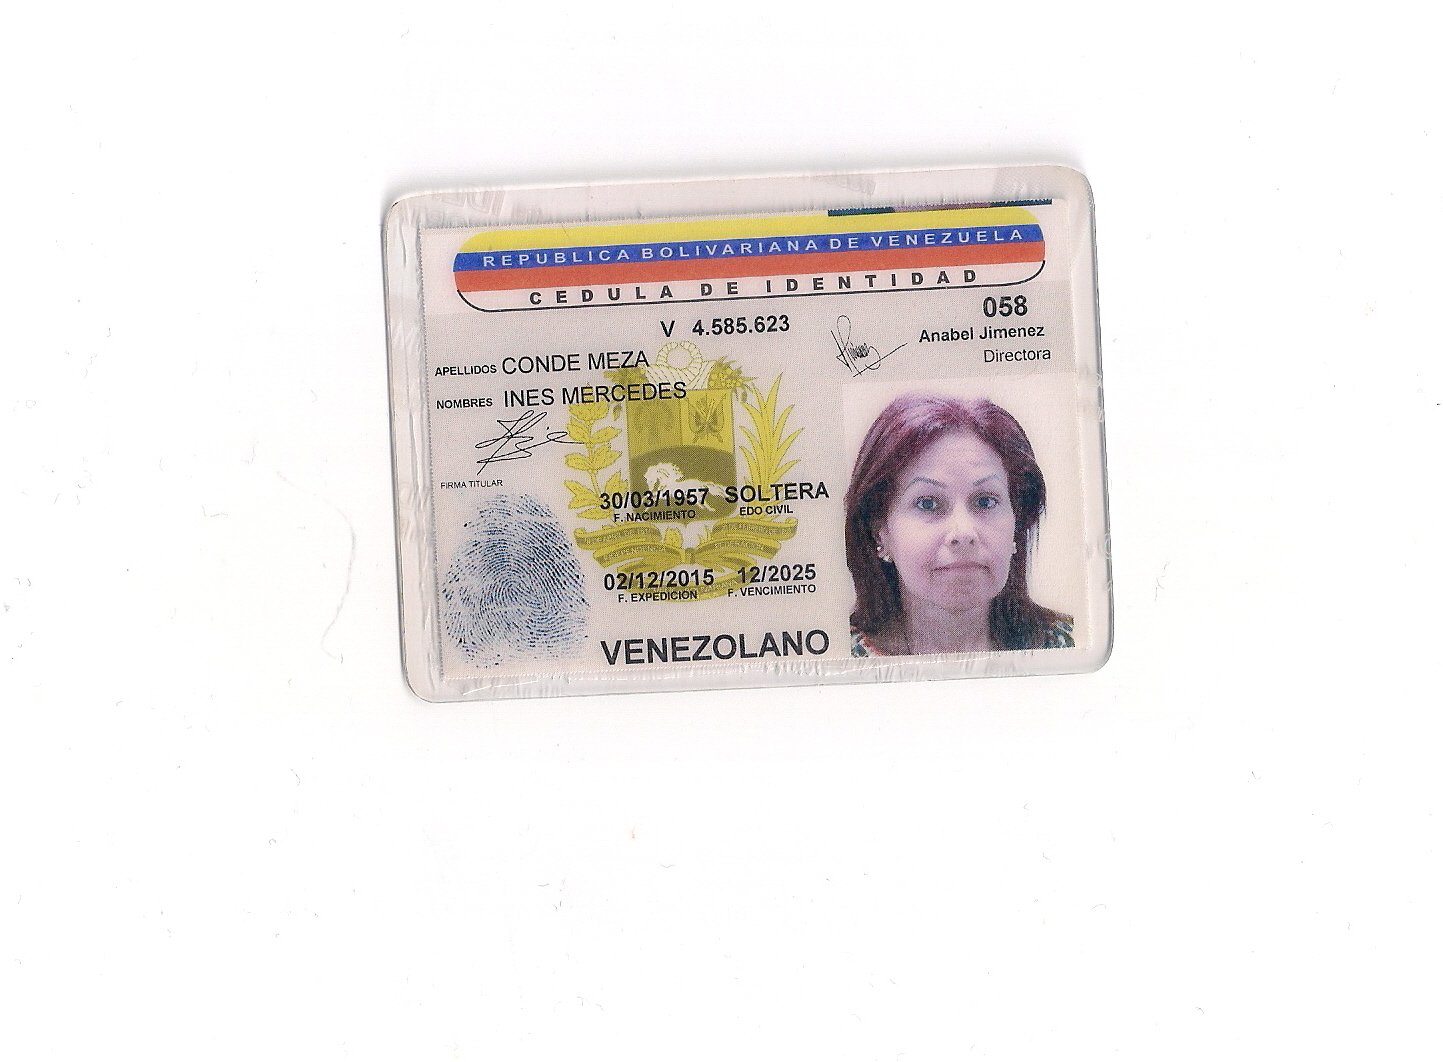 REPUBLICA BOLIVARIANA DE VENEZUELA
CEDULA DE IDENTIDAD
V 4.585.623
058
Anabel Jimenez
Directora
APELLIDOS CONDE MEZA
NOMBRES INES MERCEDES
FIRMA TITULAR
30/03/1957 SOLTERA
F. NACIMIENTO EDO CIVIL
02/12/2015 12/2025
F. EXPEDICION F. VENCIMIENTO
VENEZOLANO